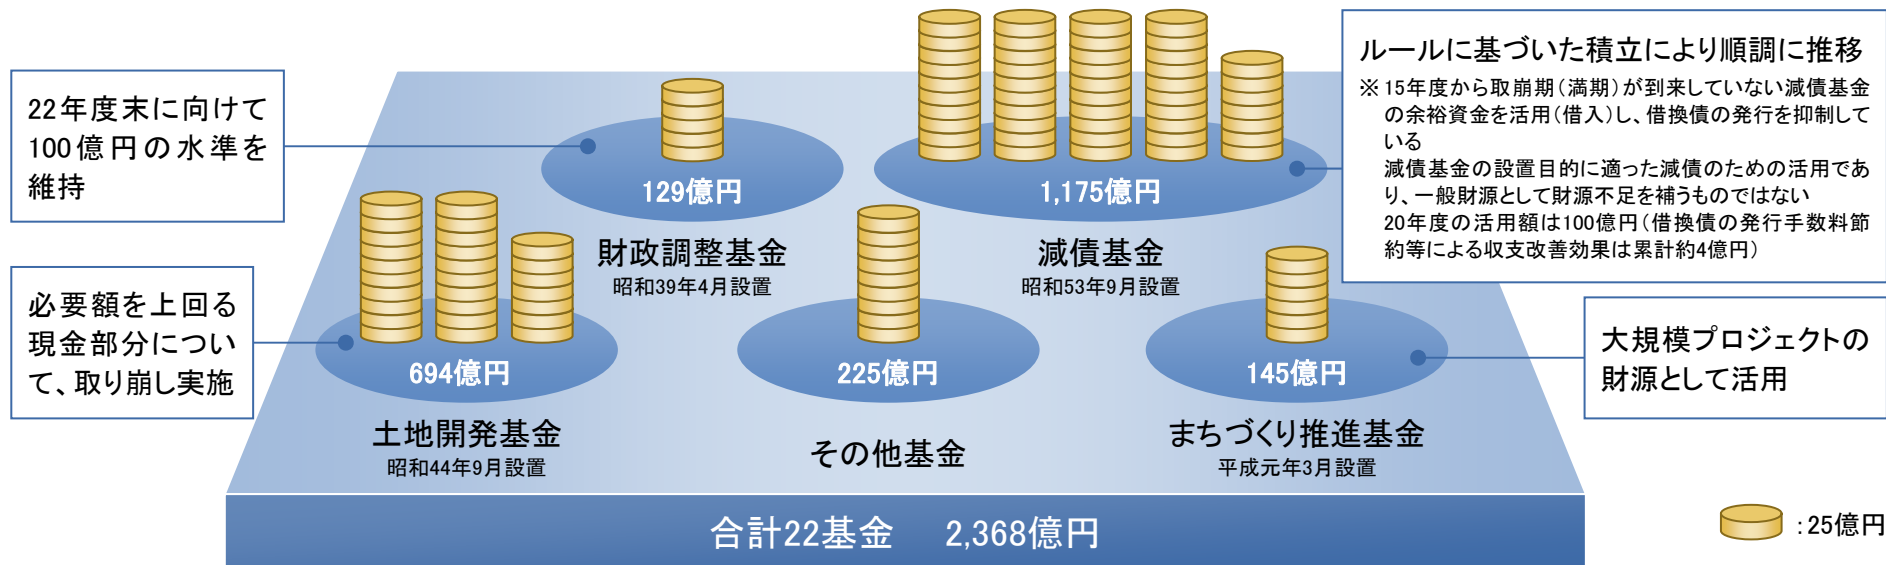 22年度末に向けて
100億円の水準を
維持
129億円
財政調整基金
昭和39年4月設置
1,175億円
減債基金
昭和53年9月設置
ルールに基づいた積立により順調に推移
※15年度から取崩期(満期)が到来していない減債基金
の余裕資金を活用(借入)し、借換債の発行を抑制して
いる
減債基金の設置目的に適った減債のための活用であ
り、一般財源として財源不足を補うものではない
20年度の活用額は100億円(借換債の発行手数料節
約等による収支改善効果は累計約4億円)
必要額を上回る
現金部分につい
て、取り崩し実施
694億円
土地開発基金
昭和44年9月設置
225億円
その他基金
145億円
まちづくり推進基金
平成元年3月設置
大規模プロジェクトの
財源として活用
合計22基金 2,368億円
:25億円